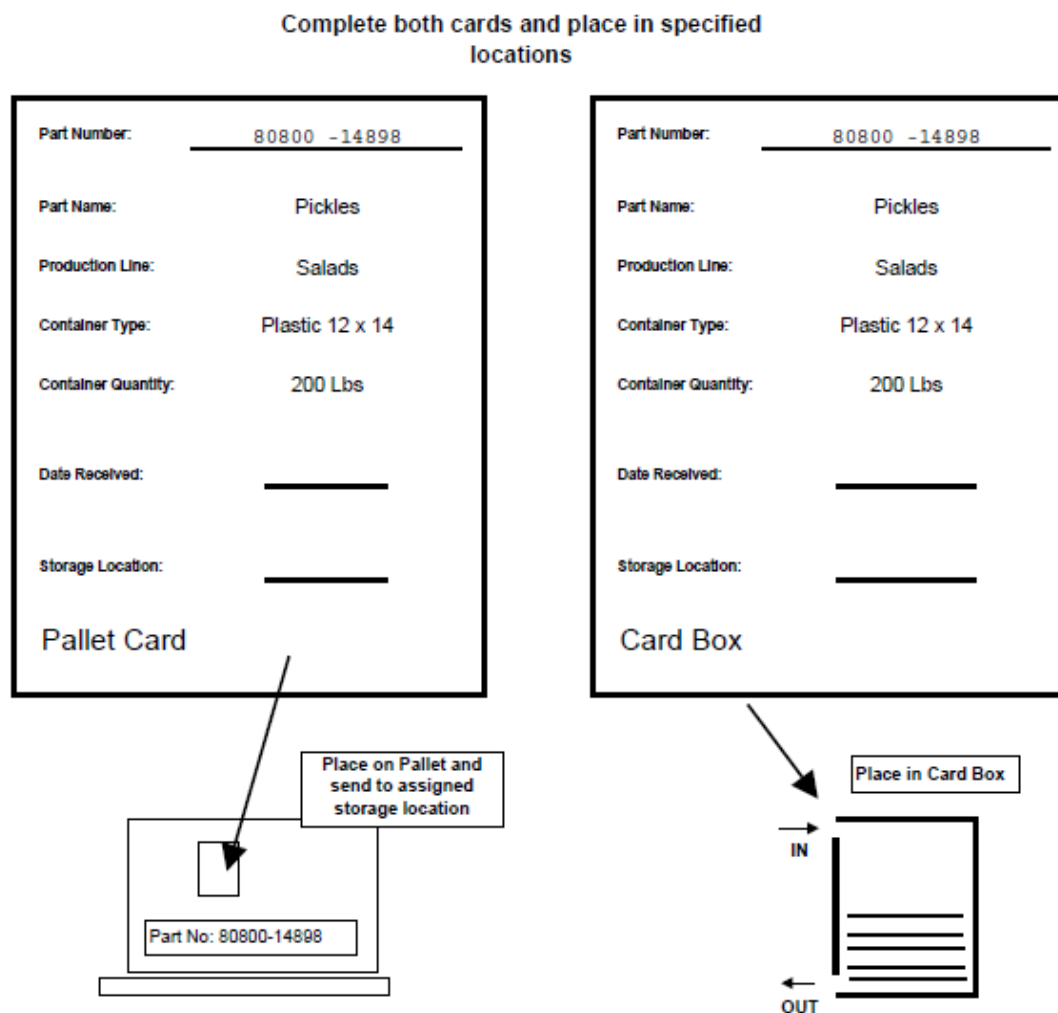 Complete both cards and place in specified
locations
Part Number: 80800 -14898
Part Name: Pickles
Production Line: Salads
Container Type: Plastic 12 x 14
Container Quantity: 200 Lbs
Date Received:
Storage Location:
Pallet Card
Part Number: 80800 -14898
Part Name: Pickles
Production Line: Salads
Container Type: Plastic 12 x 14
Container Quantity: 200 Lbs
Date Received:
Storage Location:
Card Box
Place on Pallet and
send to assigned
storage location
Part No: 80800-14898
Place in Card Box
IN
OUT